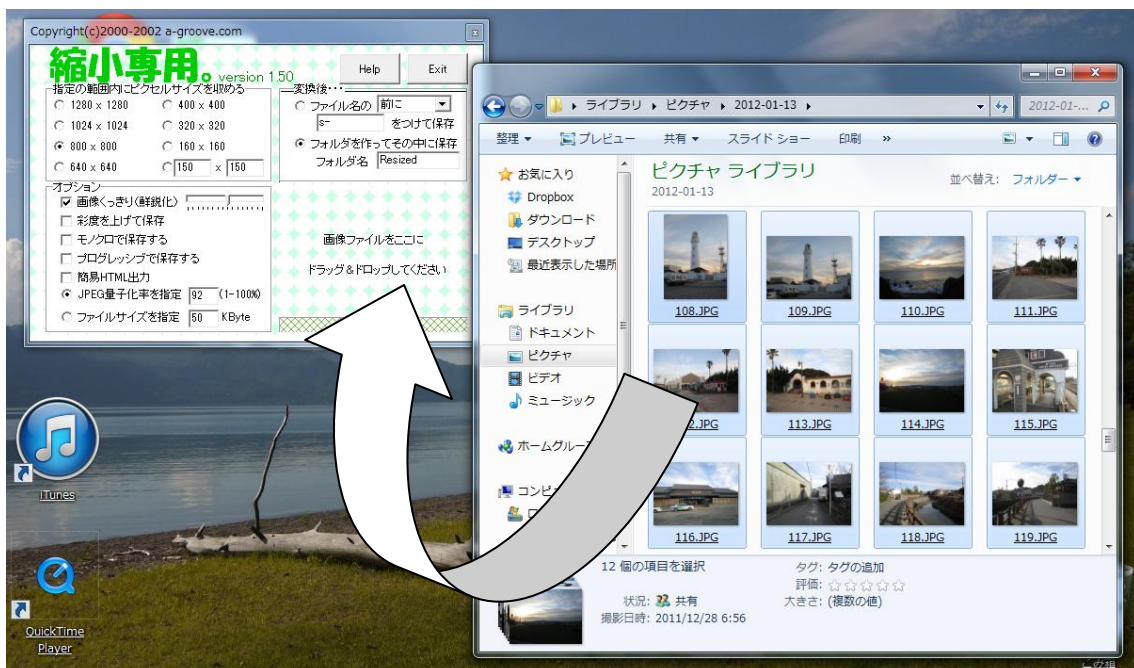 Copyright(c)2000-2002 a-groove.com
縮小専用。version 1.50
Help
Exit
指定の範囲内にピクセルサイズを収める
1280 x 1280
400 x 400
1024 x 1024
320 x 320
800 x 800
160 x 160
640 x 640
150 x 150
変換後・・・
ファイル名の 前に
s- をつけて保存
フォルダを作ってその中に保存
フォルダ名 Resized
オプション
画像くっきり(鮮鋭化)
彩度を上げて保存
モノクロで保存する
プログレッシブで保存する
簡易HTML出力
JPEG量子化率を指定 92 (1-100%)
ファイルサイズを指定 50 KByte
画像ファイルをここに
ドラッグ&ドロップしてください
iTunes
QuickTime
Player
ライブラリ
ピクチャ
2012-01-13
2012-01-...
整理
プレビュー
共有
スライド ショー
印刷
»
お気に入り
Dropbox
ダウンロード
デスクトップ
最近表示した場所
ライブラリ
ドキュメント
ピクチャ
ビデオ
ミュージック
ホームグルー
コンピ
ピクチャ ライブラリ
2012-01-13
並べ替え: フォルダー
108.JPG
109.JPG
110.JPG
111.JPG
2.JPG
113.JPG
114.JPG
115.JPG
116.JPG
117.JPG
118.JPG
119.JPG
12 個の項目を選択
状況: 共有
撮影日時: 2011/12/28 6:56
タグ: タグの追加
評価:
大きさ: (複数の値)
ごみ箱